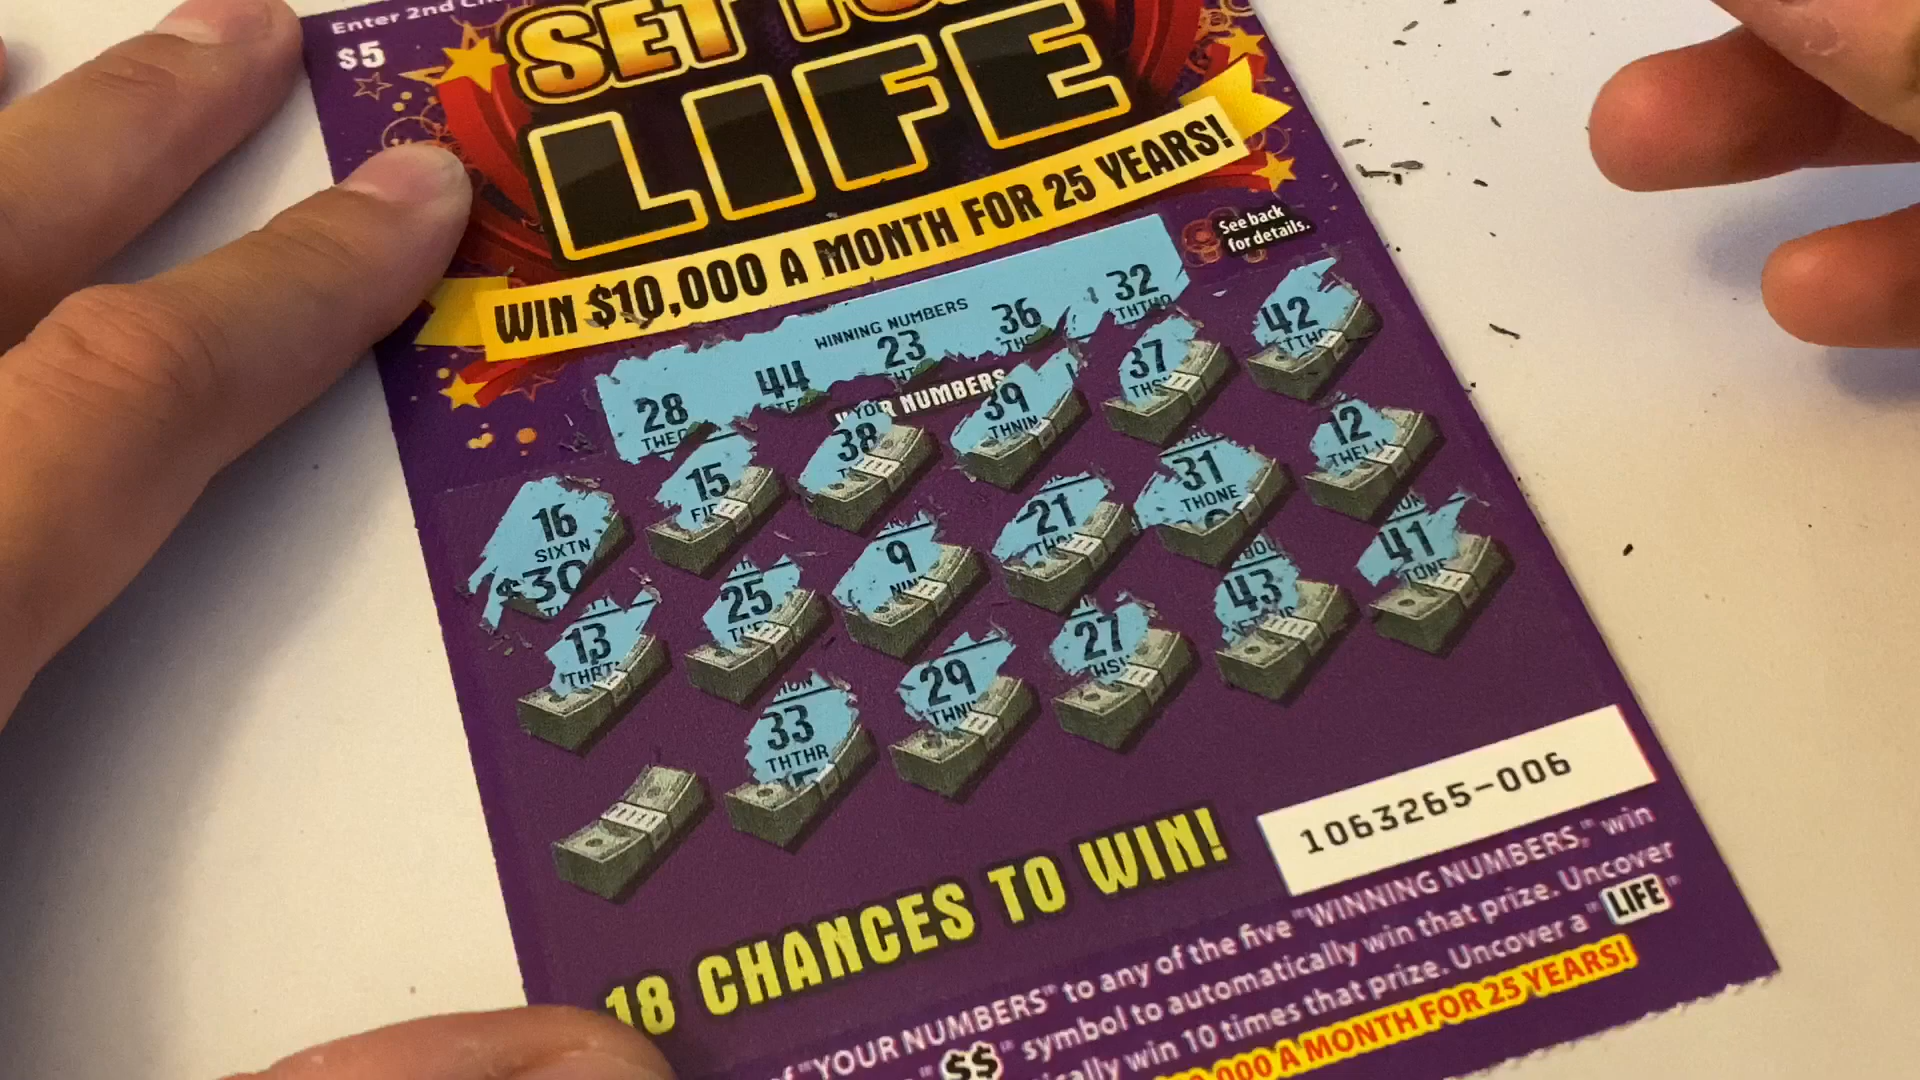 Enter 2nd
$5
SET
LIFE
WIN $10,000 A MONTH FOR 25 YEARS!
See back
for details.
WINNING NUMBERS
28 44 23 36 32
YOUR NUMBERS
16 15 38 39 37 42
SIXTN THNIN
$30
13 25 9 21 31 12
THONE
33 29 27 43 41
THTHR TONE
18 CHANCES TO WIN!
1063265-006
"YOUR NUMBERS" to any of the five "WINNING NUMBERS," win
"$$" symbol to automatically win that prize. Uncover
win 10 times that prize. Uncover a "LIFE"
A MONTH FOR 25 YEARS!